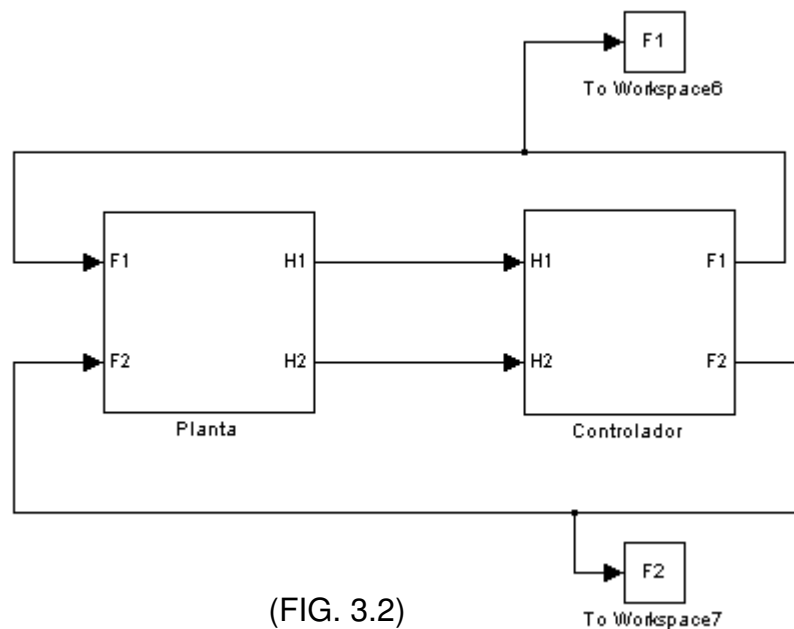 F1
To Workspace6
F1
H1
H1
F1
F2
H2
H2
F2
Planta
Controlador
F2
(FIG. 3.2)
To Workspace7